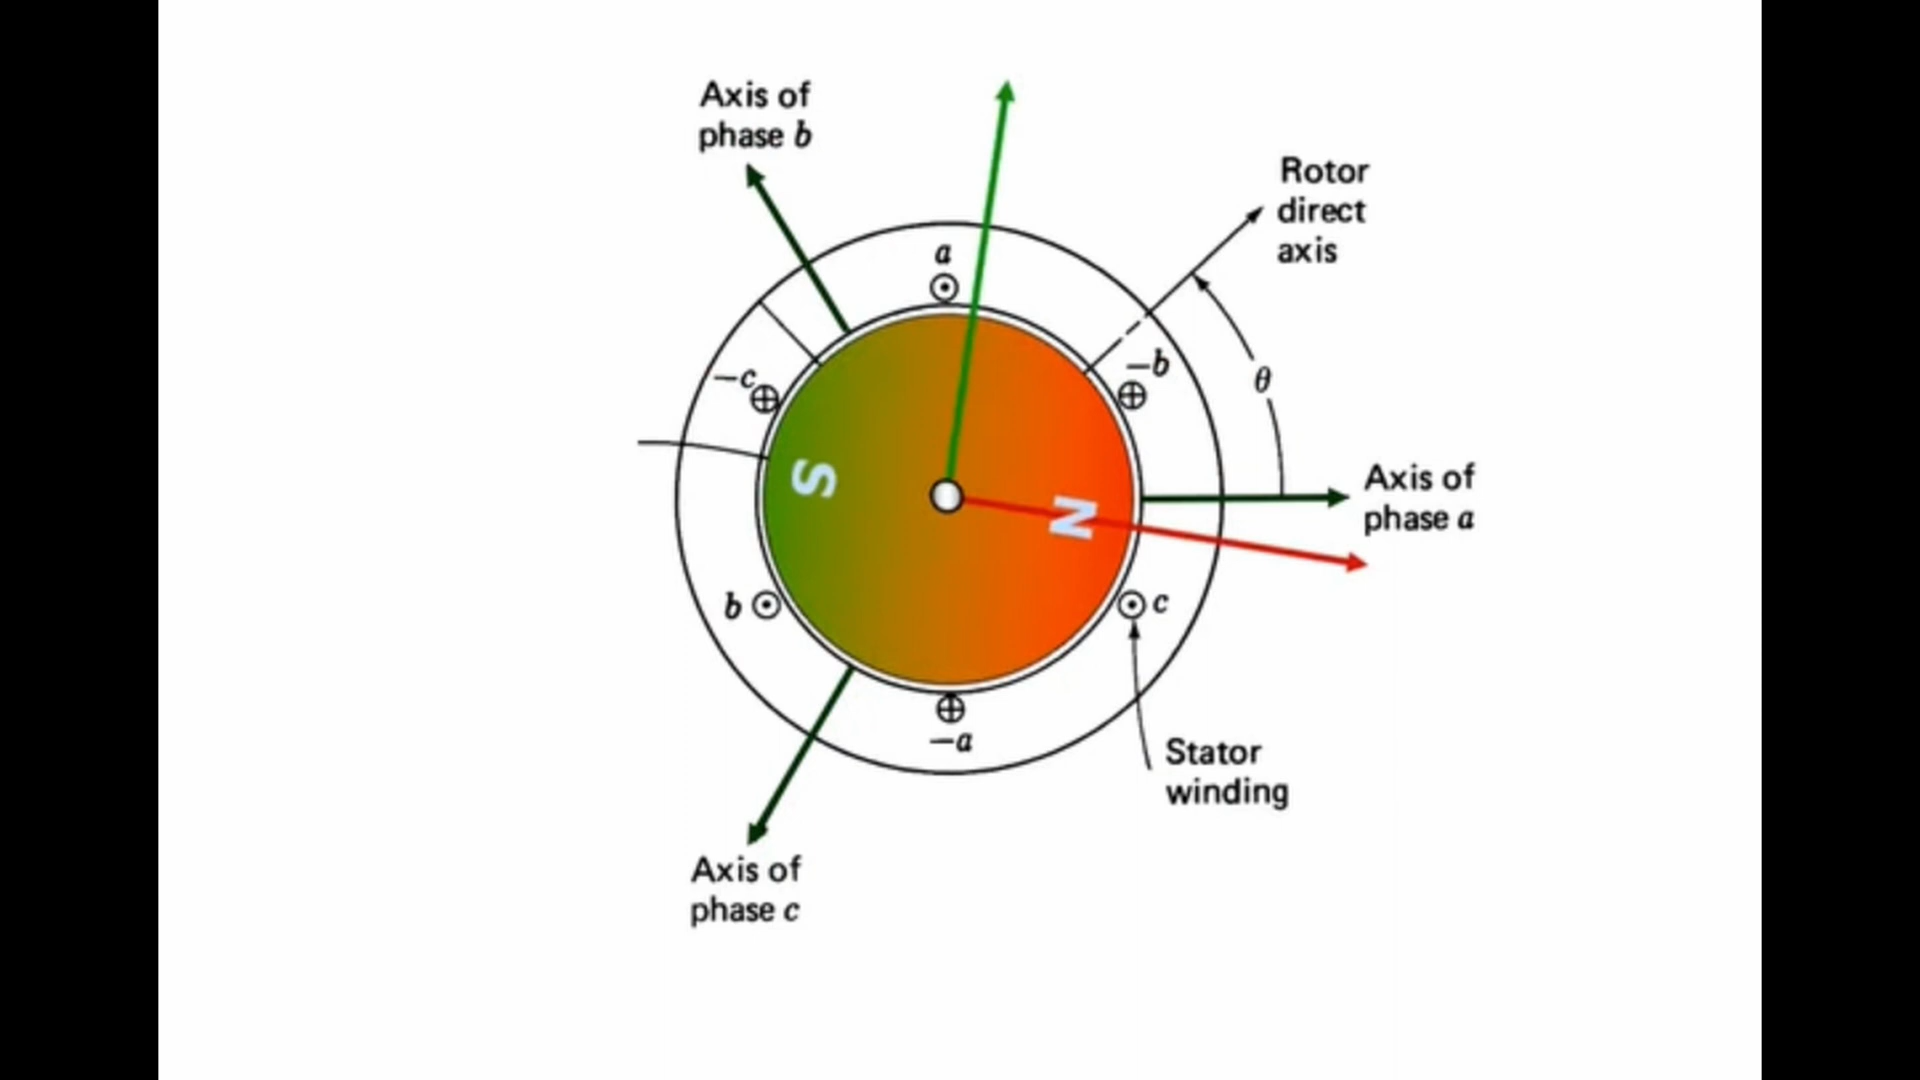 Axis of
phase b
Rotor
direct
axis
a
−b
−c
θ
S
N
Axis of
phase a
b
c
−a
Stator
winding
Axis of
phase c